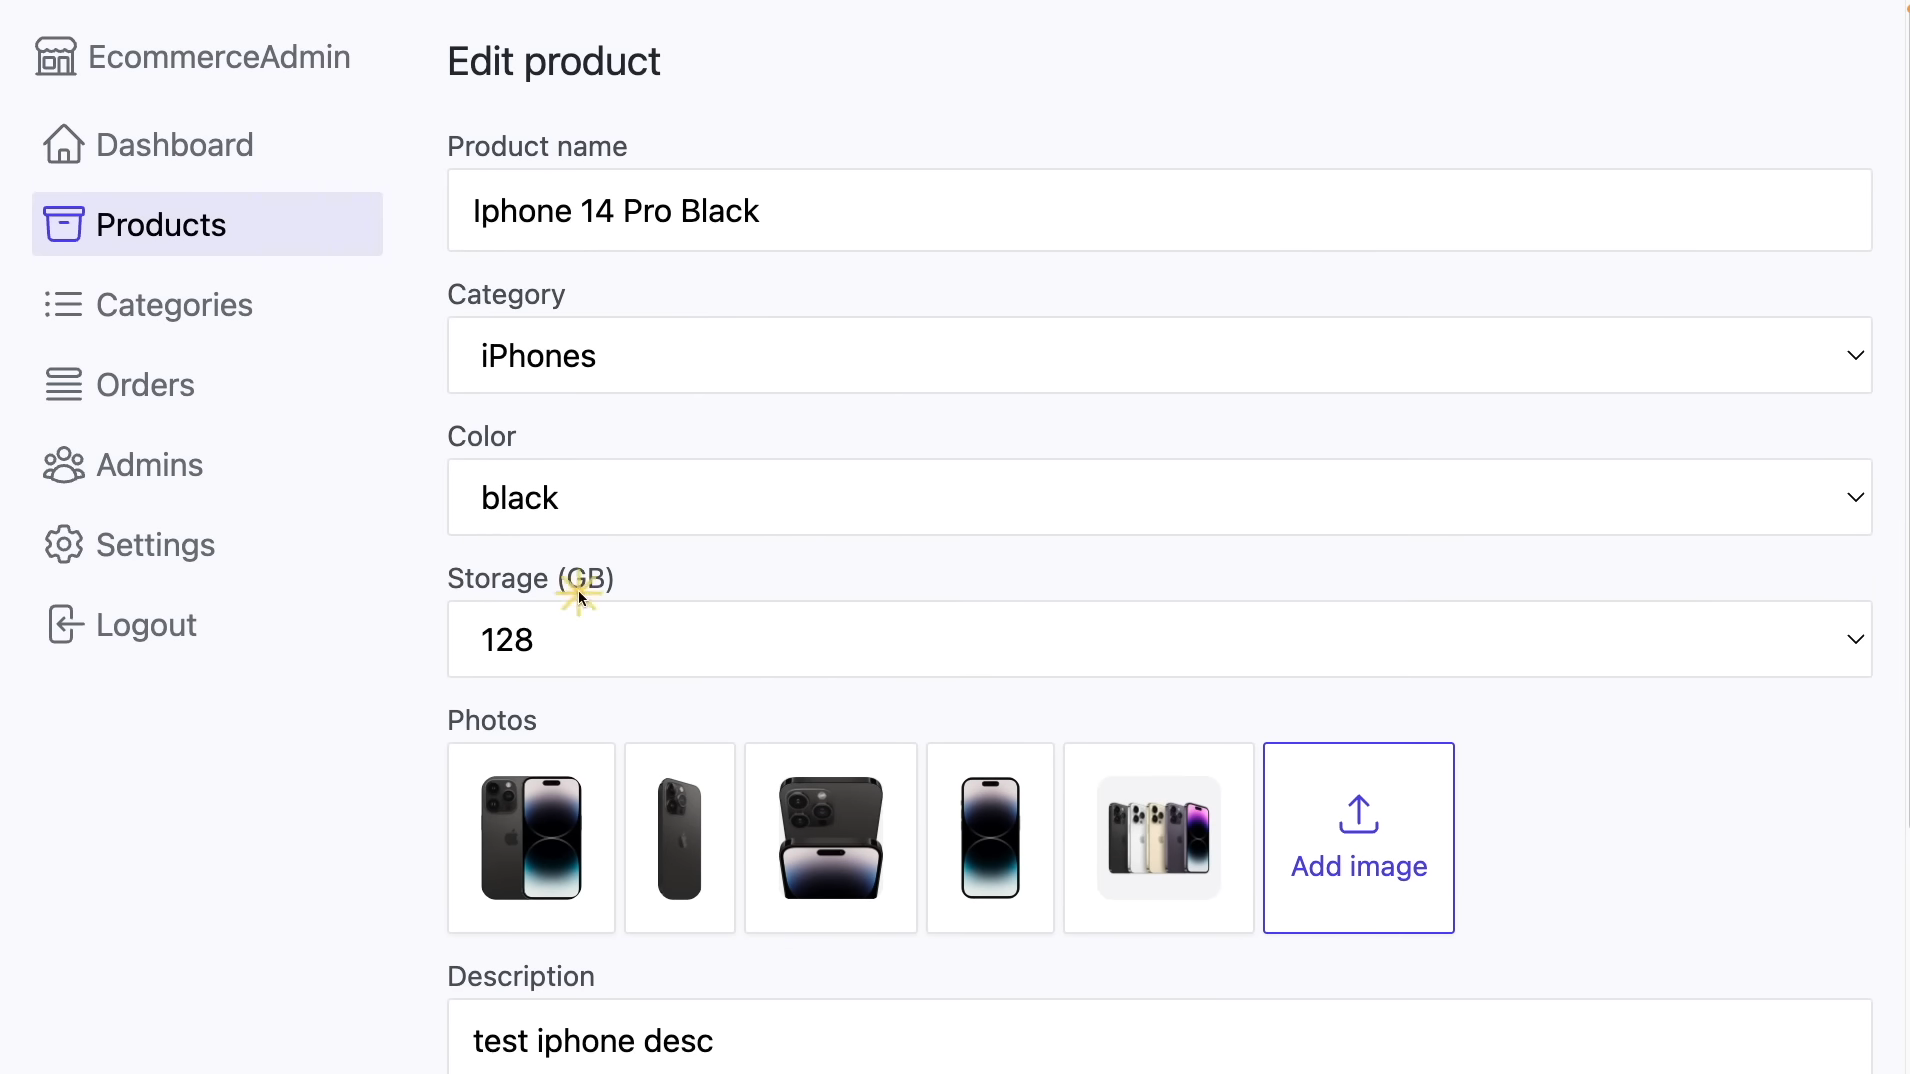 EcommerceAdmin
Dashboard
Products
Categories
Orders
Admins
Settings
Logout
Edit product
Product name
Iphone 14 Pro Black
Category
iPhones
Color
black
Storage (GB)
128
Photos
Add image
Description
test iphone desc